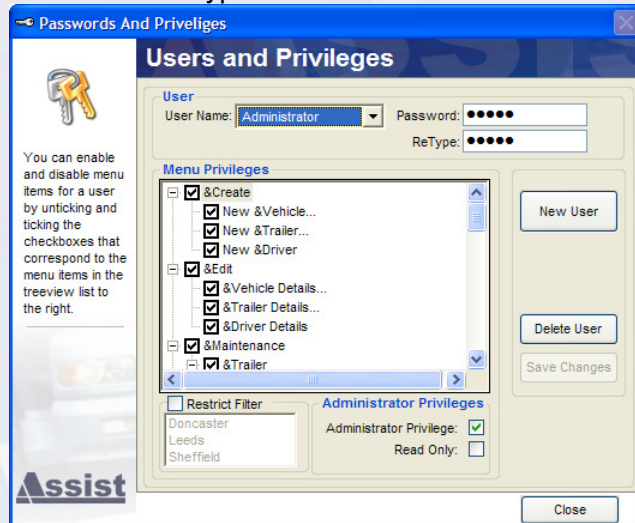 Passwords And Priveliges
Users and Privileges
You can enable
and disable menu
items for a user
by unticking and
ticking the
checkboxes that
correspond to the
menu items in the
treeview list to
the right.
User
User Name: Administrator
Password: ●●●●●
ReType: ●●●●●
Menu Privileges
&Create
New &Vehicle...
New &Trailer...
New &Driver
&Edit
&Vehicle Details...
&Trailer Details...
&Driver Details
&Maintenance
&Trailer
New User
Delete User
Save Changes
Restrict Filter
Doncaster
Leeds
Sheffield
Administrator Privileges
Administrator Privilege:
Read Only:
Assist
Close